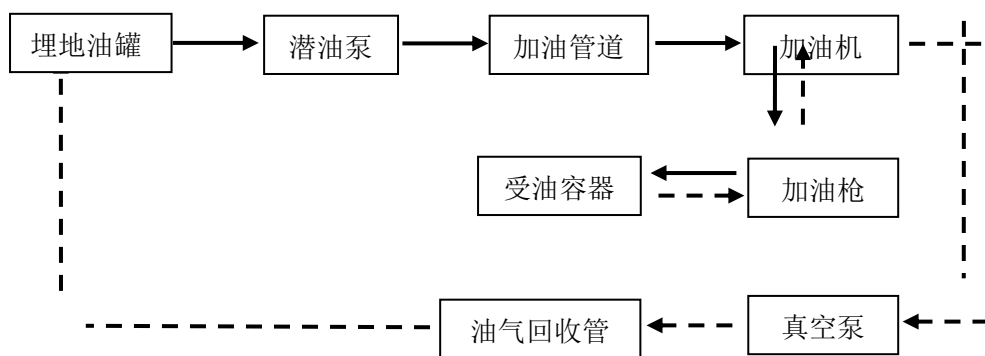 埋地油罐
潜油泵
加油管道
加油机
受油容器
加油枪
油气回收管
真空泵